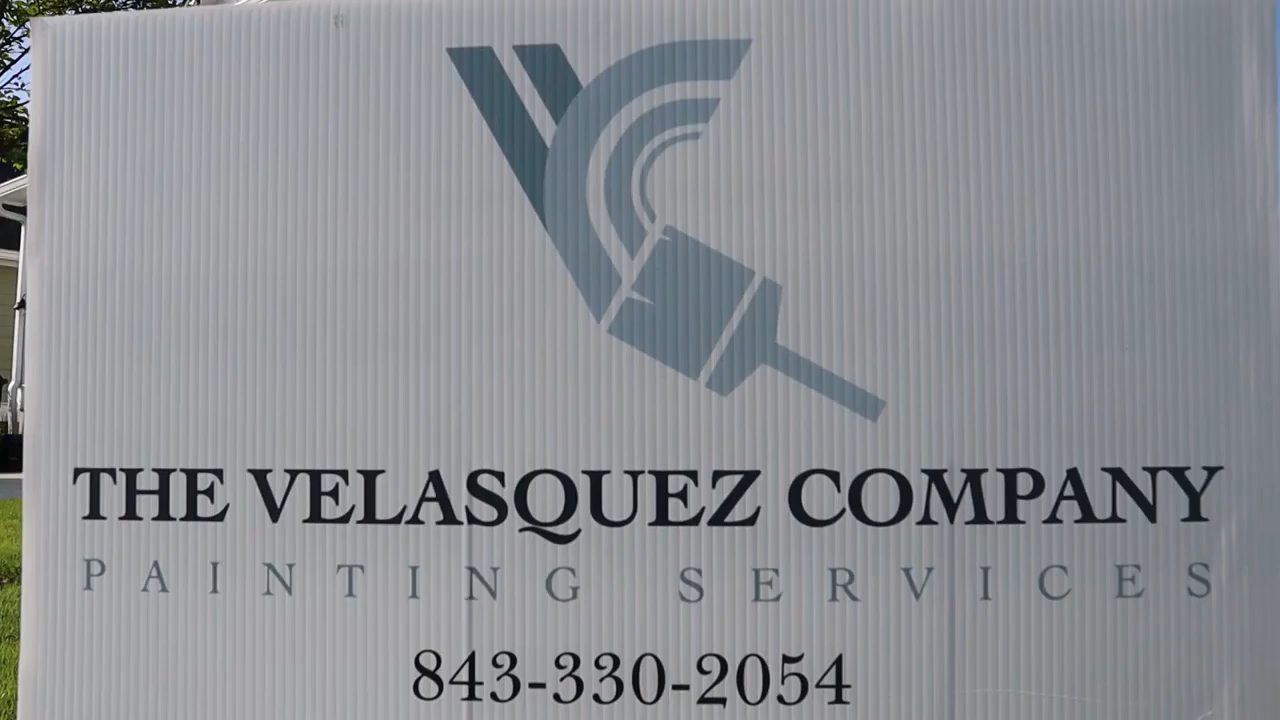 THE VELASQUEZ COMPANY
PAINTING SERVICES
843-330-2054